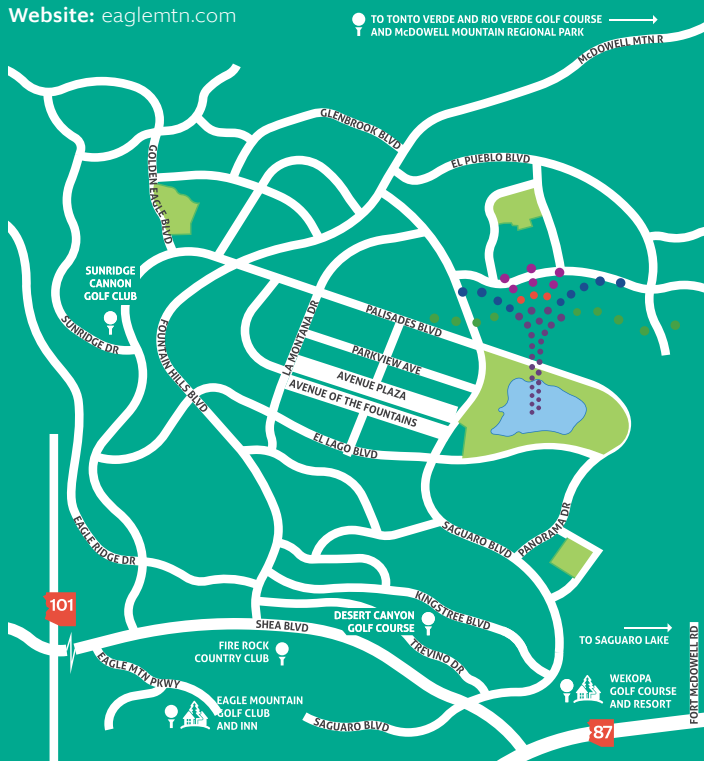 Website: eaglemtn.com
TO TONTO VERDE AND RIO VERDE GOLF COURSE
AND McDOWELL MOUNTAIN REGIONAL PARK
McDOWELL MTN R
GLENBROOK BLVD
EL PUEBLO BLVD
GOLDEN EAGLE BLVD
SUNRIDGE
CANNON
GOLF CLUB
SUNRIDGE DR
FOUNTAIN HILLS BLVD
LA MONTANA DR
PALISADES BLVD
PARKVIEW AVE
AVENUE PLAZA
AVENUE OF THE FOUNTAINS
EL LAGO BLVD
SAGUARO BLVD
PANORAMA DR
EAGLE RIDGE DR
101
SHEA BLVD
DESERT CANYON
GOLF COURSE
KINGSTREE BLVD
TREVINO DR
FIRE ROCK
COUNTRY CLUB
TO SAGUARO LAKE
FORT McDOWELL RD
EAGLE MTN PKWY
EAGLE MOUNTAIN
GOLF CLUB
AND INN
SAGUARO BLVD
WEKOPA
GOLF COURSE
AND RESORT
87